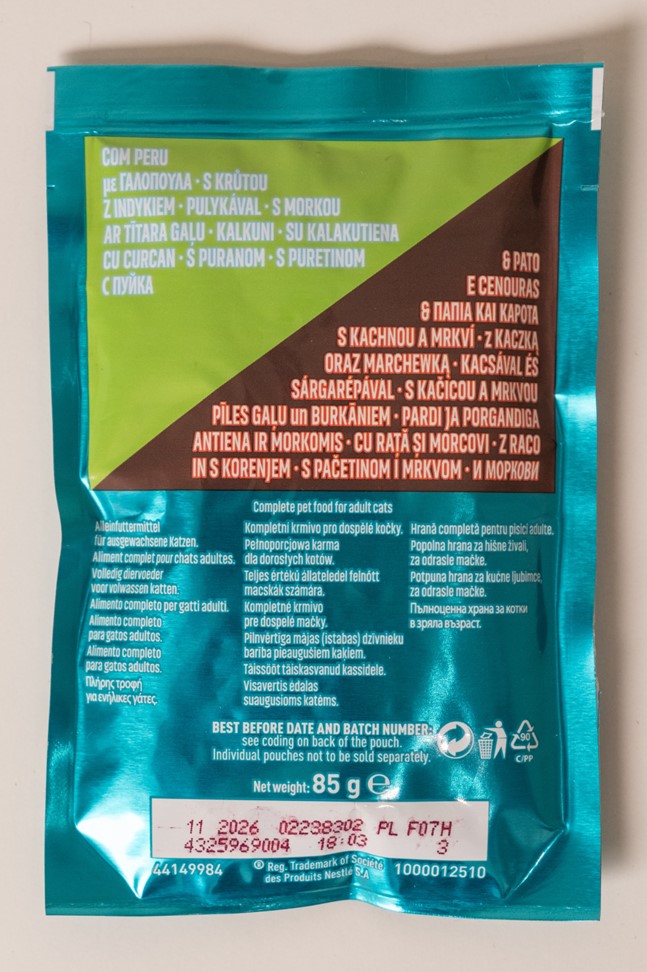 COM PERU
με ΓΑΛΟΠΟΥΛΑ · S KRŮTOU
Z INDYKIEM · PULYKÁVAL · S MORKOU
AR TĪTARA GAĻU · KALKUNI · SU KALAKUTIENA
CU CURCAN · S PURANOM · S PURETINOM
С ПУЙКА
& PATO
E CENOURAS
& ΠΑΠΙΑ ΚΑΙ ΚΑΡΟΤΑ
S KACHNOU A MRKVÍ · z KACZKĄ
ORAZ MARCHEWKĄ · KACSÁVAL ÉS
SÁRGARÉPÁVAL · S KAČICOU A MRKVOU
PĪLES GAĻU un BURKĀNIEM · PARDI JA PORGANDIGA
ANTIENA IR MORKOMIS · CU RAȚĂ ȘI MORCOVI · Z RACO
IN S KORENJEM · S PAČETINOM I MRKVOM · И МОРКОВИ
Complete pet food for adult cats
Alleinfuttermittel
für ausgewachsene Katzen.
Aliment complet pour chats adultes.
Volledig diervoeder
voor volwassen katten.
Alimento completo per gatti adulti.
Alimento completo
para gatos adultos.
Alimento completo
para gatos adultos.
Πλήρης τροφή
για ενήλικες γάτες.
Kompletní krmivo pro dospělé kočky.
Pełnoporcjowa karma
dla dorosłych kotów.
Teljes értékű állateledel felnőtt
macskák számára.
Kompletné krmivo
pre dospelé mačky.
Pilnvērtīga mājas (istabas) dzīvnieku
barība pieaugušiem kaķiem.
Täissööt täiskasvanud kassidele.
Visavertis ėdalas
suaugusioms katėms.
Hrană completă pentru pisici adulte.
Popolna hrana za hišne živali,
za odrasle mačke.
Potpuna hrana za kućne ljubimce,
za odrasle mačke.
Пълноценна храна за котки
в зряла възраст.
BEST BEFORE DATE AND BATCH NUMBER:
see coding on back of the pouch.
Individual pouches not to be sold separately.
90
C/PP
Net weight: 85 g ℮
11 2026 02238302 PL F07H
4325969004 18:03 3
44149984
® Reg. Trademark of Société
des Produits Nestlé S.A
1000012510